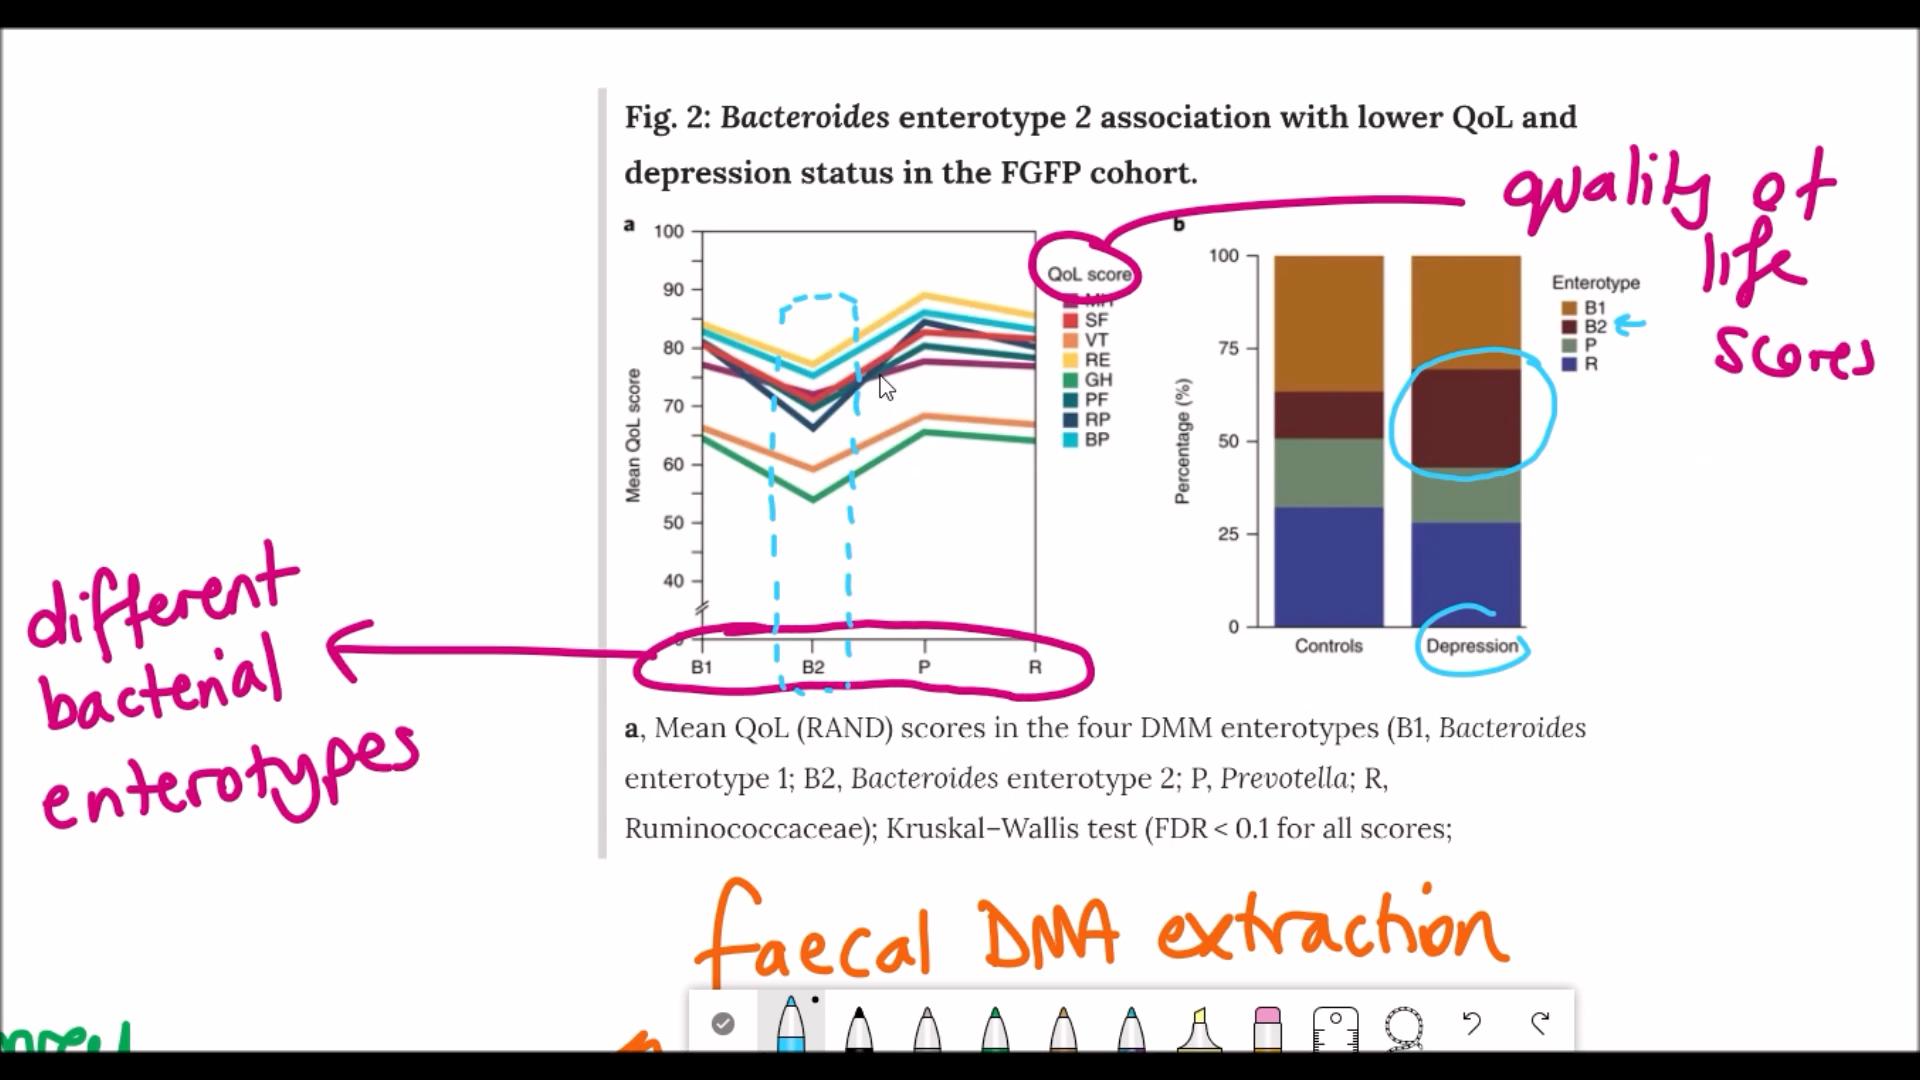 Fig. 2: Bacteroides enterotype 2 association with lower QoL and
depression status in the FGFP cohort.
quality of
life
scores
a
100
90
80
70
60
50
40
Mean QoL score
B1 B2 P R
QoL score
MH
SF
VT
RE
GH
PF
RP
BP
b
100
75
50
25
0
Percentage (%)
Controls Depression
Enterotype
B1
B2
P
R
different
bacterial
enterotypes
a, Mean QoL (RAND) scores in the four DMM enterotypes (B1, Bacteroides
enterotype 1; B2, Bacteroides enterotype 2; P, Prevotella; R,
Ruminococcaceae); Kruskal–Wallis test (FDR < 0.1 for all scores;
faecal DMA extraction